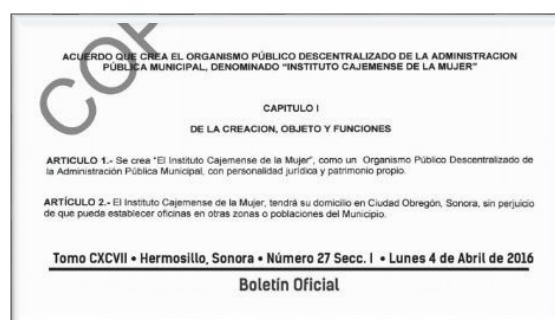 ACUERDO QUE CREA EL ORGANISMO PÚBLICO DESCENTRALIZADO DE LA ADMINISTRACION
PÚBLICA MUNICIPAL, DENOMINADO “INSTITUTO CAJEMENSE DE LA MUJER”
CAPITULO I
DE LA CREACION, OBJETO Y FUNCIONES
ARTICULO 1.- Se crea "El Instituto Cajemense de la Mujer", como un Organismo Público Descentralizado de
la Administración Pública Municipal, con personalidad jurídica y patrimonio propio.
ARTÍCULO 2.- El Instituto Cajemense de la Mujer, tendrá su domicilio en Ciudad Obregón, Sonora, sin perjuicio
de que pueda establecer oficinas en otras zonas o poblaciones del Municipio.
Tomo CXCVII • Hermosillo, Sonora • Número 27 Secc. I • Lunes 4 de Abril de 2016
Boletín Oficial